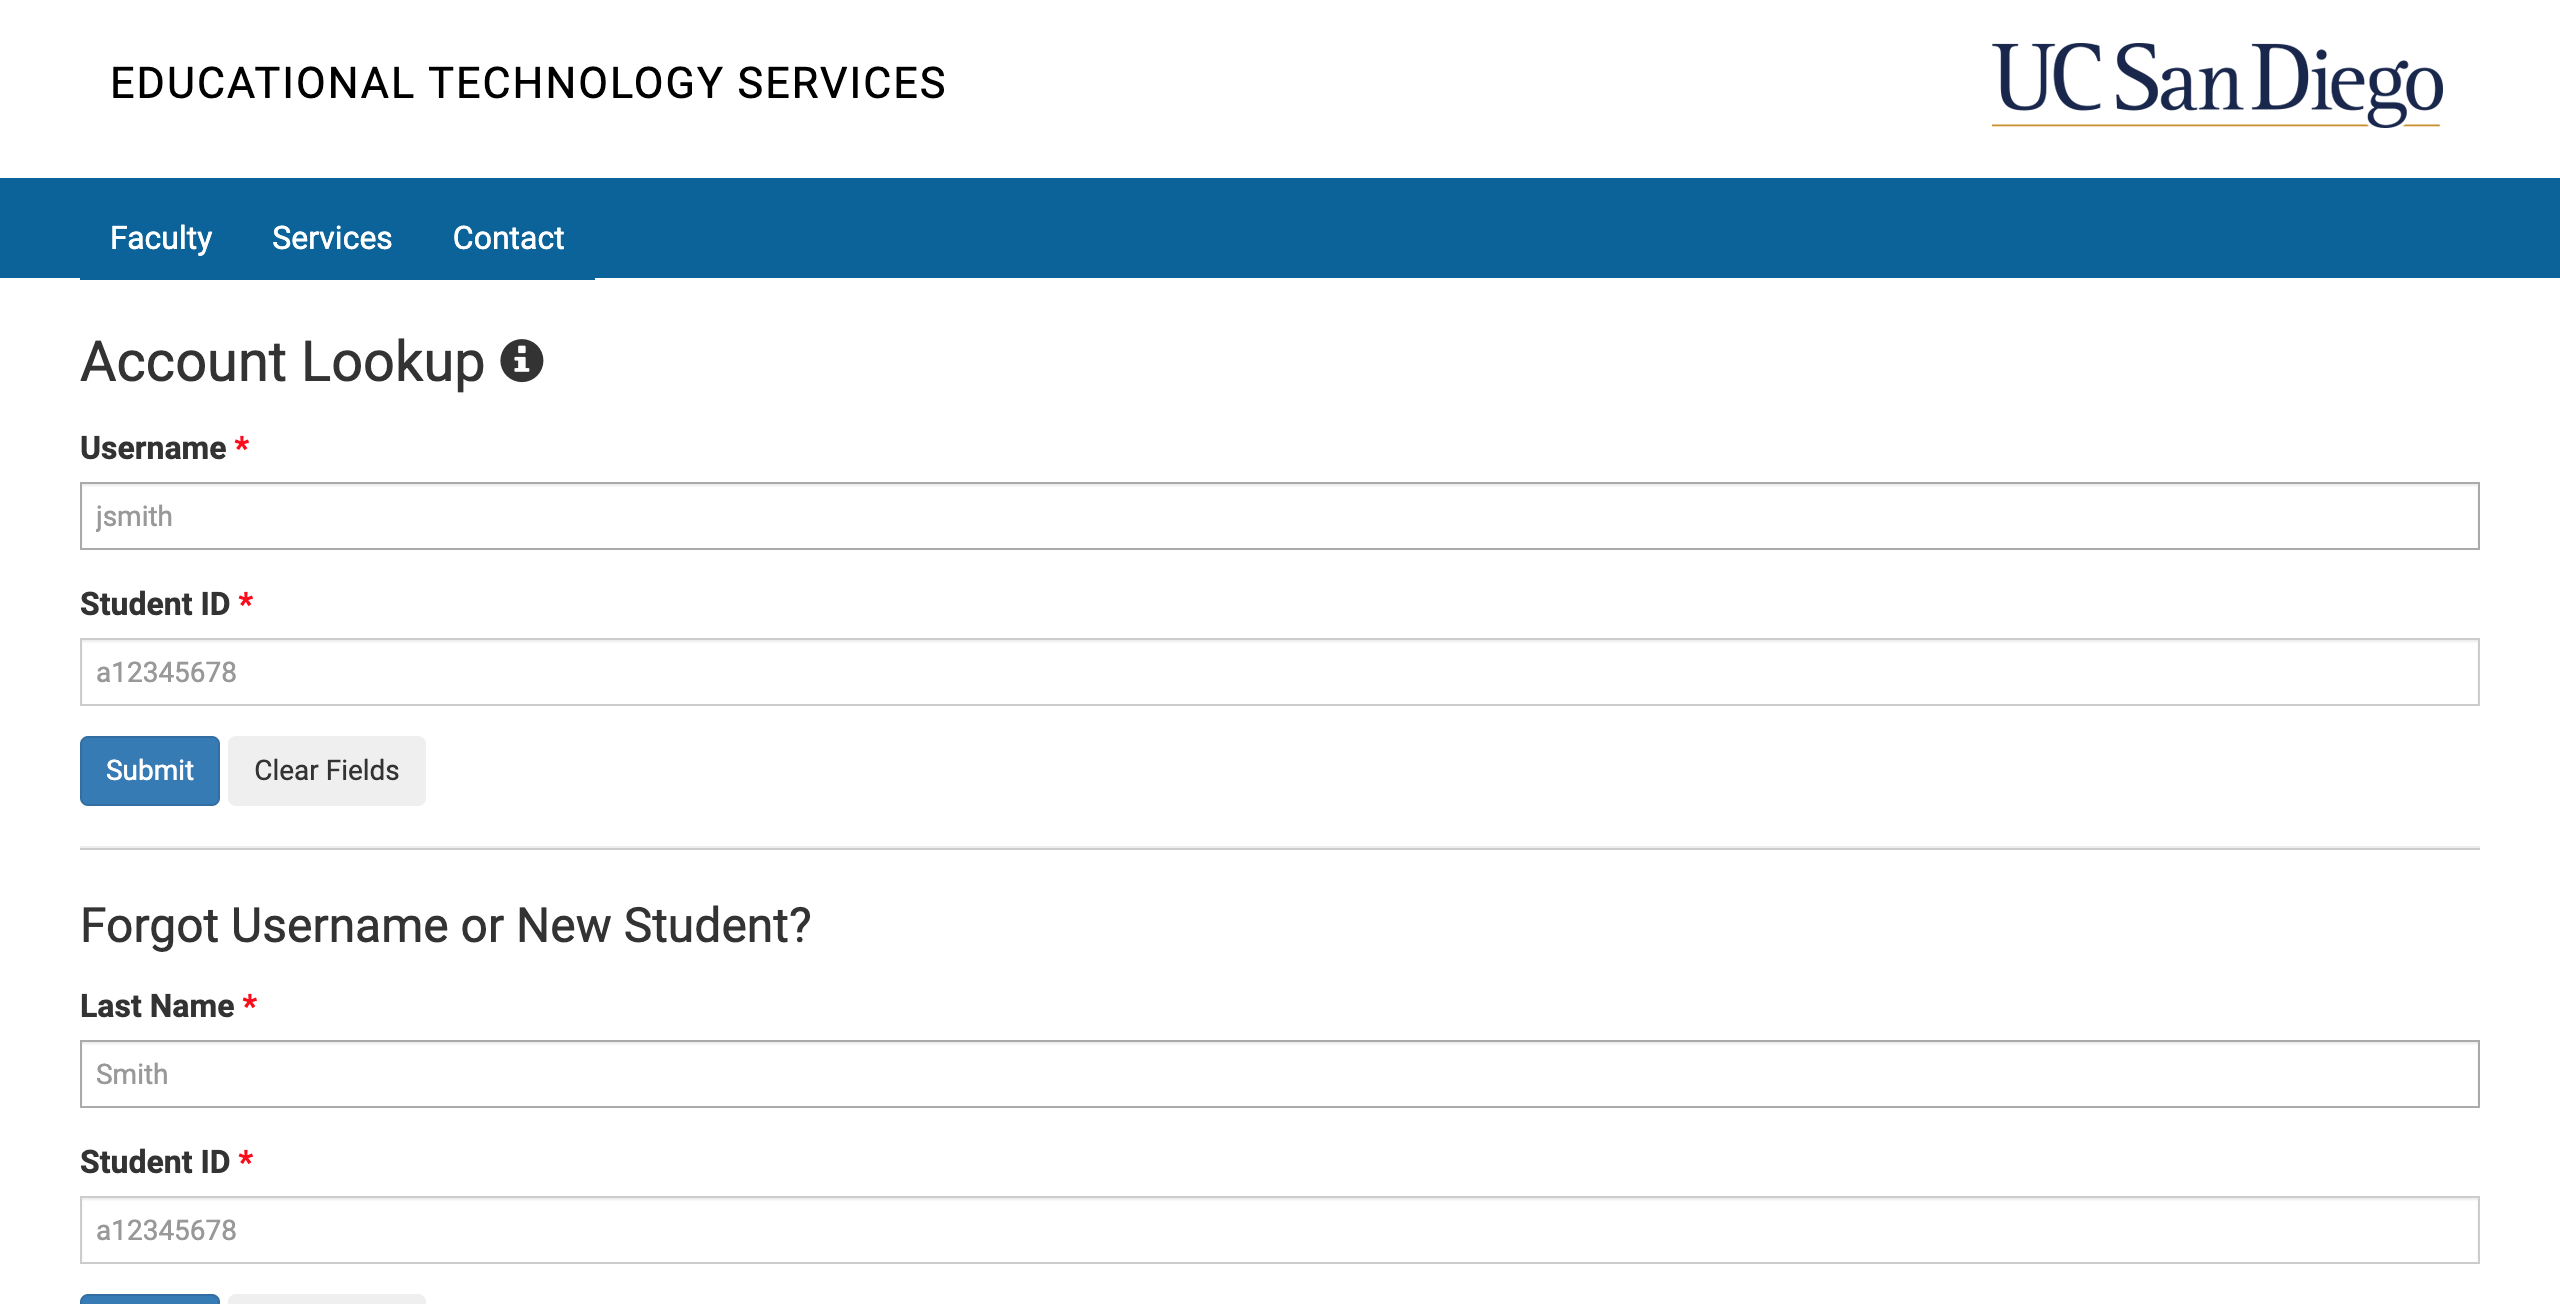 EDUCATIONAL TECHNOLOGY SERVICES
UC San Diego
Faculty Services Contact
Account Lookup
Username *
jsmith
Student ID *
a12345678
Submit Clear Fields
Forgot Username or New Student?
Last Name *
Smith
Student ID *
a12345678